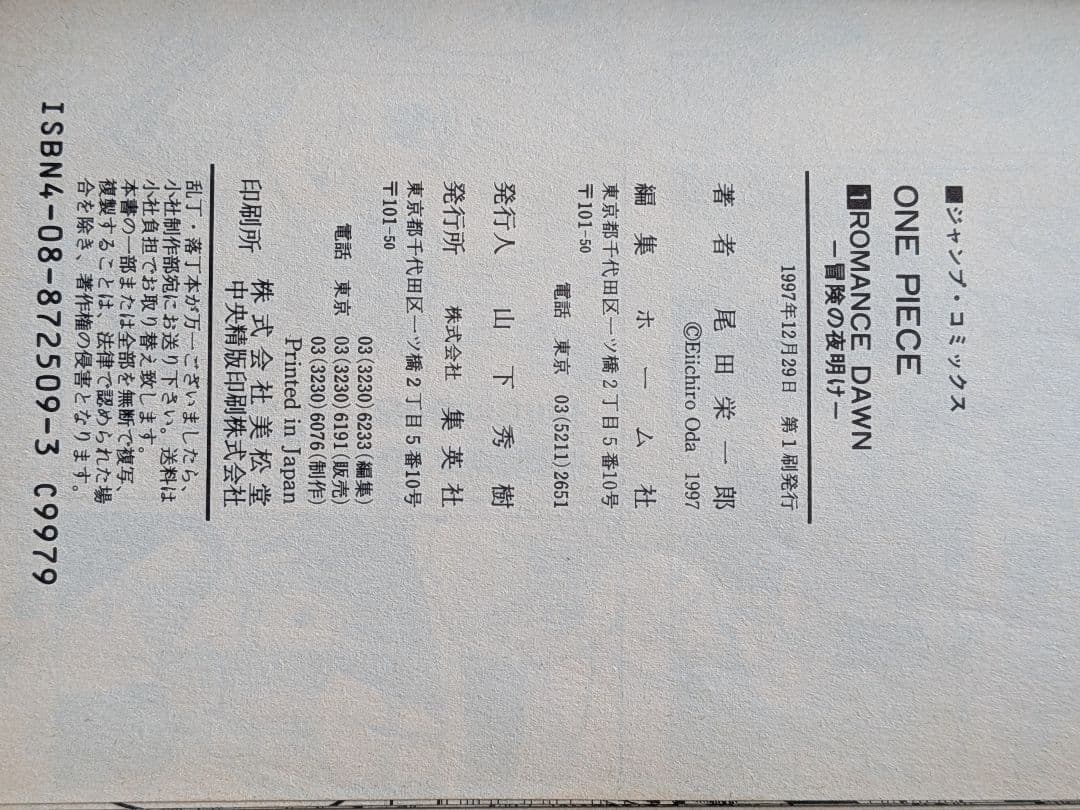 ■ジャンプ・コミックス
ONE PIECE
1 ROMANCE DAWN
―冒険の夜明け―
1997年12月29日 第1刷発行
著者 尾田栄一郎
©Eiichiro Oda 1997
編集 ホーム社
東京都千代田区一ツ橋2丁目5番10号
〒101-50
電話 東京 03(5211)2651
発行人 山下秀樹
発行所 株式会社 集英社
東京都千代田区一ツ橋2丁目5番10号
〒101-50
03(3230)6233(編集)
電話 東京 03(3230)6191(販売)
03(3230)6076(制作)
Printed in Japan
印刷所 株式会社美松堂
中央精版印刷株式会社
乱丁・落丁本が万一ございましたら、
小社制作部宛にお送り下さい。送料は
小社負担でお取り替え致します。
本書の一部または全部を無断で複写、
複製することは、法律で認められた場
合を除き、著作権の侵害となります。
ISBN4-08-872509-3 C9979